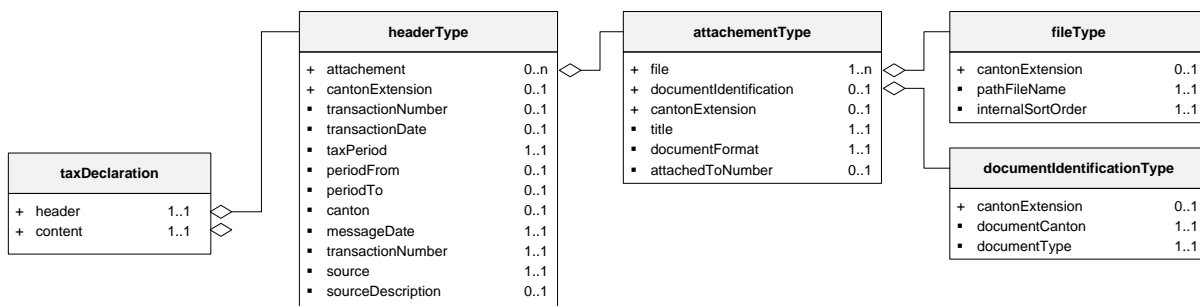 taxDeclaration
+ header 1..1
+ content 1..1
headerType
+ attachement 0..n
+ cantonExtension 0..1
▪ transactionNumber 0..1
▪ transactionDate 0..1
▪ taxPeriod 1..1
▪ periodFrom 0..1
▪ periodTo 0..1
▪ canton 0..1
▪ messageDate 1..1
▪ transactionNumber 1..1
▪ source 1..1
▪ sourceDescription 0..1
attachementType
+ file 1..n
+ documentIdentification 0..1
+ cantonExtension 0..1
▪ title 1..1
▪ documentFormat 1..1
▪ attachedToNumber 0..1
fileType
+ cantonExtension 0..1
▪ pathFileName 1..1
▪ internalSortOrder 1..1
documentIdentificationType
+ cantonExtension 0..1
▪ documentCanton 1..1
▪ documentType 1..1